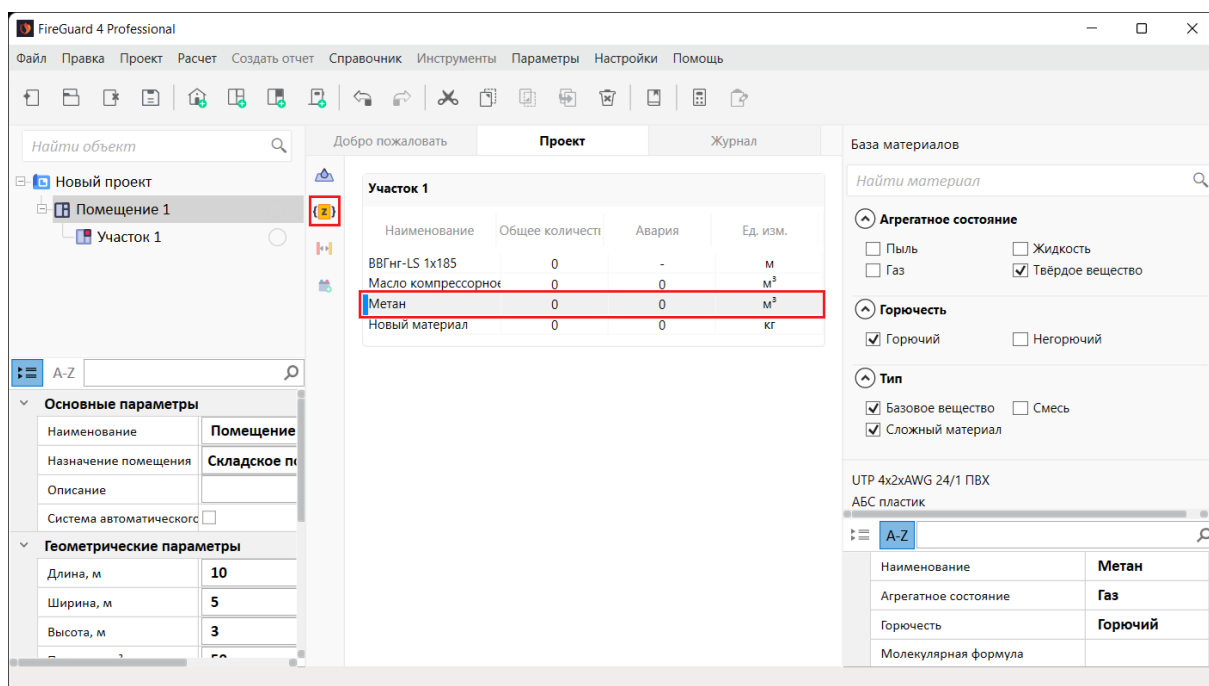 FireGuard 4 Professional
Файл Правка Проект Расчет Создать отчет Справочник Инструменты Параметры Настройки Помощь
Найти объект
Новый проект
Помещение 1
Участок 1
A-Z
Основные параметры
Наименование Помещение
Назначение помещения Складское по
Описание
Система автоматическогс
Геометрические параметры
Длина, м 10
Ширина, м 5
Высота, м 3
Добро пожаловать Проект Журнал
{z}
Участок 1
Наименование Общее количеств Авария Ед. изм.
ВВГнг-LS 1x185 0 - м
Масло компрессорное 0 0 м³
Метан 0 0 м³
Новый материал 0 0 кг
База материалов
Найти материал
Агрегатное состояние
Пыль Жидкость
Газ Твёрдое вещество
Горючесть
Горючий Негорючий
Тип
Базовое вещество Смесь
Сложный материал
UTP 4x2xAWG 24/1 ПВХ
АБС пластик
A-Z
Наименование Метан
Агрегатное состояние Газ
Горючесть Горючий
Молекулярная формула